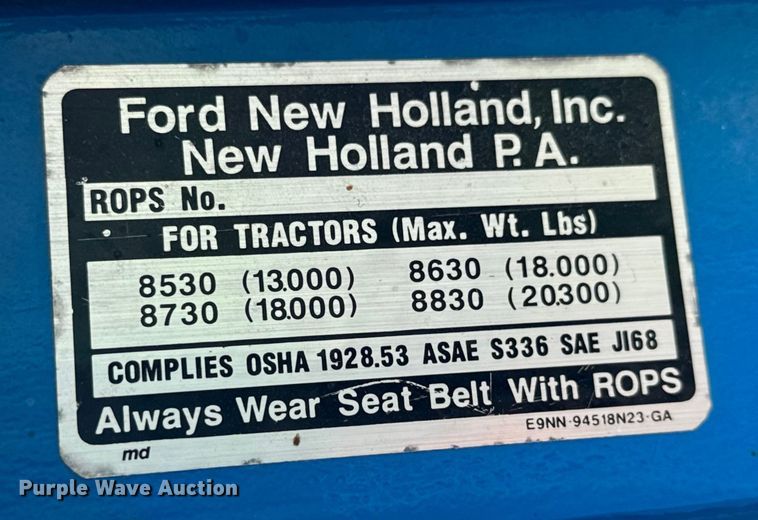 Ford New Holland, Inc.
New Holland P.A.
ROPS No.
FOR TRACTORS (Max. Wt. Lbs)
8530 (13.000) 8630 (18.000)
8730 (18.000) 8830 (20.300)
COMPLIES OSHA 1928.53 ASAE S336 SAE J168
Always Wear Seat Belt With ROPS
md E9NN-94518N23-GA
Purple Wave Auction